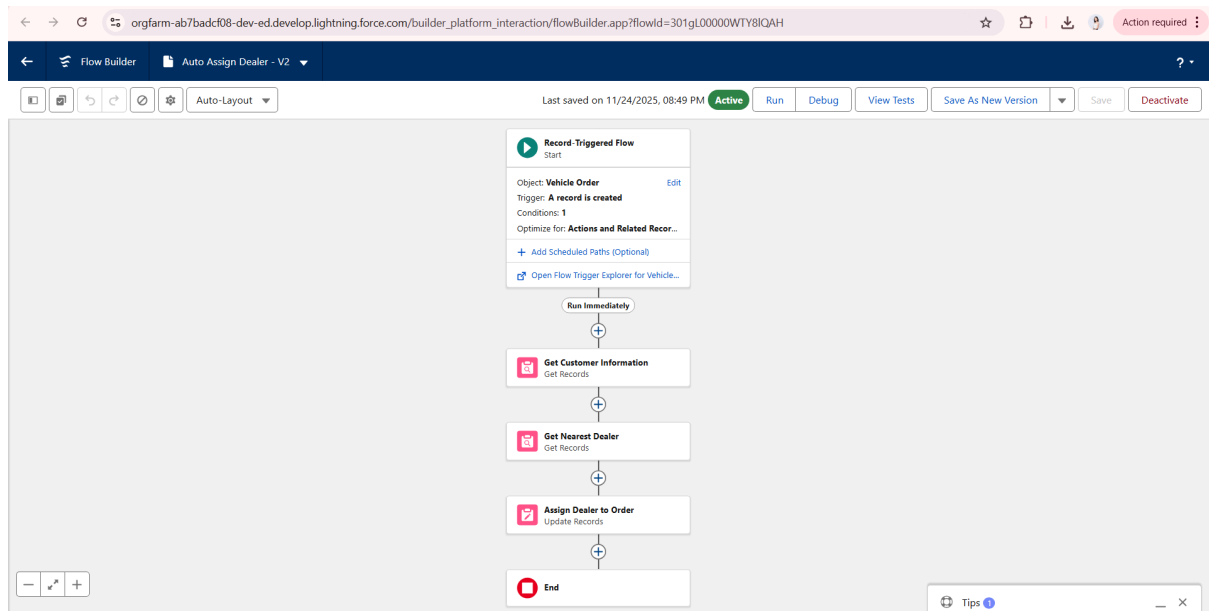 orgfarm-ab7badcf08-dev-ed.develop.lightning.force.com/builder_platform_interaction/flowBuilder.app?flowId=301gL00000WTY8lQAH
Action required
Flow Builder
Auto Assign Dealer - V2
?
Auto-Layout
Last saved on 11/24/2025, 08:49 PM
Active
Run
Debug
View Tests
Save As New Version
Save
Deactivate
Record-Triggered Flow
Start
Object: Vehicle Order
Edit
Trigger: A record is created
Conditions: 1
Optimize for: Actions and Related Recor...
+ Add Scheduled Paths (Optional)
Open Flow Trigger Explorer for Vehicle...
Run Immediately
Get Customer Information
Get Records
Get Nearest Dealer
Get Records
Assign Dealer to Order
Update Records
End
Tips 1